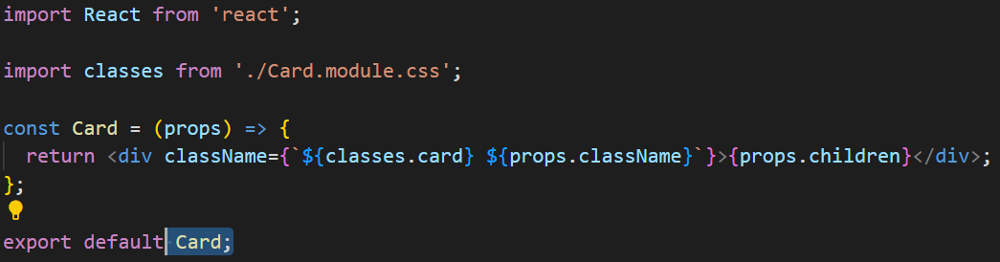 import React from 'react';
import classes from './Card.module.css';
const Card = (props) => {
  return <div className={`${classes.card} ${props.className}`}>{props.children}</div>;
};
export default Card;